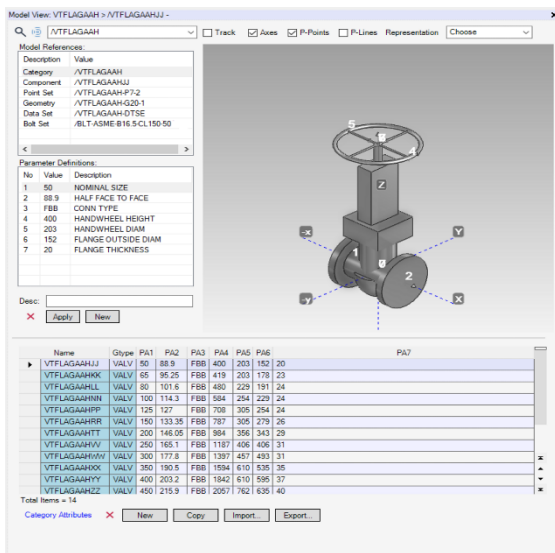 Model View: VTFLAGAAH > /VTFLAGAAHJJ -
/VTFLAGAAH Track Axes P-Points P-Lines Representation Choose
Model References:
Description Value
Category /VTFLAGAAH
Component /VTFLAGAAHJJ
Point Set /VTFLAGAAH-P7-2
Geometry /VTFLAGAAH-G20-1
Data Set /VTFLAGAAH-DTSE
Bolt Set /BLT-ASME-B16.5-CL150-50
Parameter Definitions:
No Value Description
1 50 NOMINAL SIZE
2 88.9 HALF FACE TO FACE
3 FBB CONN TYPE
4 400 HANDWHEEL HEIGHT
5 203 HANDWHEEL DIAM
6 152 FLANGE OUTSIDE DIAM
7 20 FLANGE THICKNESS
Desc:
Apply New
5
6
4
Z
-x
Y
1
0
2
-y
X
Name Gtype PA1 PA2 PA3 PA4 PA5 PA6 PA7
VTFLAGAAHJJ VALV 50 88.9 FBB 400 203 152 20
VTFLAGAAHKK VALV 65 95.25 FBB 419 203 178 23
VTFLAGAAHLL VALV 80 101.6 FBB 480 229 191 24
VTFLAGAAHNN VALV 100 114.3 FBB 584 254 229 24
VTFLAGAAHPP VALV 125 127 FBB 708 305 254 24
VTFLAGAAHRR VALV 150 133.35 FBB 787 305 279 26
VTFLAGAAHTT VALV 200 146.05 FBB 984 356 343 29
VTFLAGAAHVV VALV 250 165.1 FBB 1187 406 406 31
VTFLAGAAHWW VALV 300 177.8 FBB 1397 457 493 31
VTFLAGAAHXX VALV 350 190.5 FBB 1594 610 535 35
VTFLAGAAHYY VALV 400 203.2 FBB 1842 610 595 37
VTFLAGAAHZZ VALV 450 215.9 FBB 2057 762 635 40
Total Items = 14
Category Attributes New Copy Import... Export...